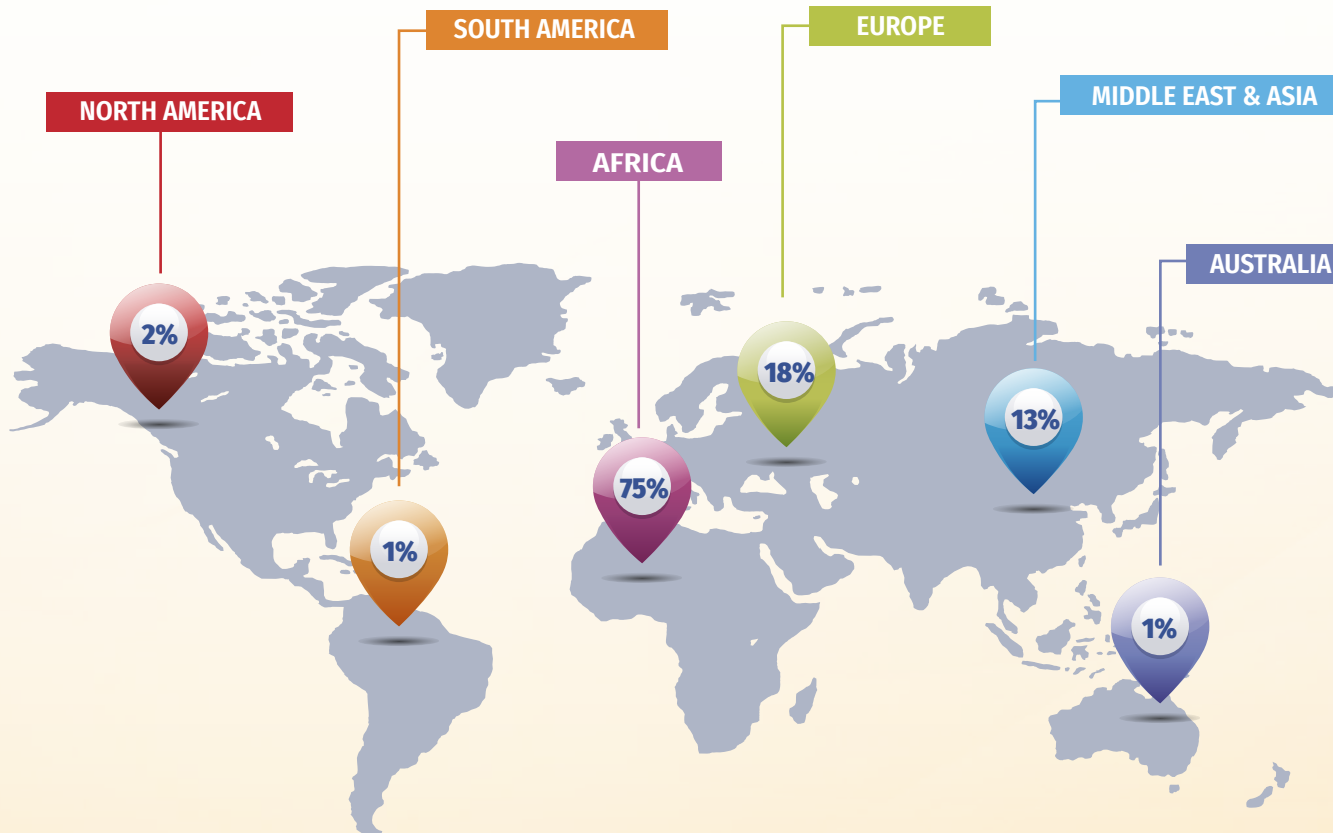 SOUTH AMERICA
EUROPE
MIDDLE EAST & ASIA
NORTH AMERICA
AFRICA
AUSTRALIA
2%
18%
13%
75%
1%
1%